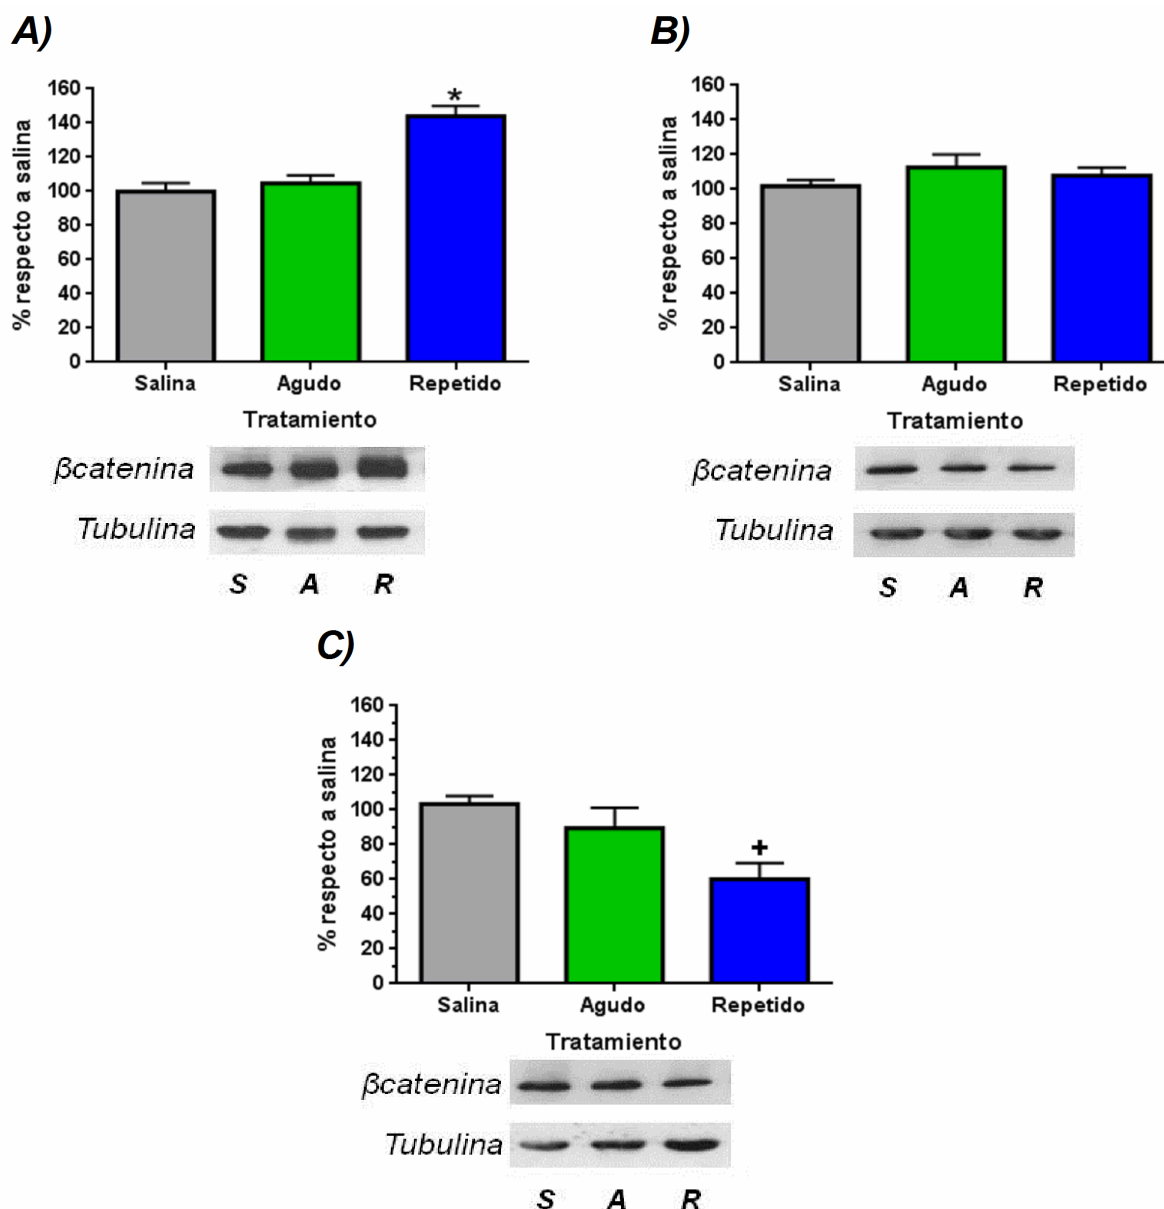 A)
% respecto a salina
160
140
120
100
80
60
40
20
0
*
Salina Agudo Repetido
Tratamiento
βcatenina
Tubulina
S A R
B)
% respecto a salina
160
140
120
100
80
60
40
20
0
Salina Agudo Repetido
Tratamiento
βcatenina
Tubulina
S A R
C)
% respecto a salina
160
140
120
100
80
60
40
20
0
+
Salina Agudo Repetido
Tratamiento
βcatenina
Tubulina
S A R